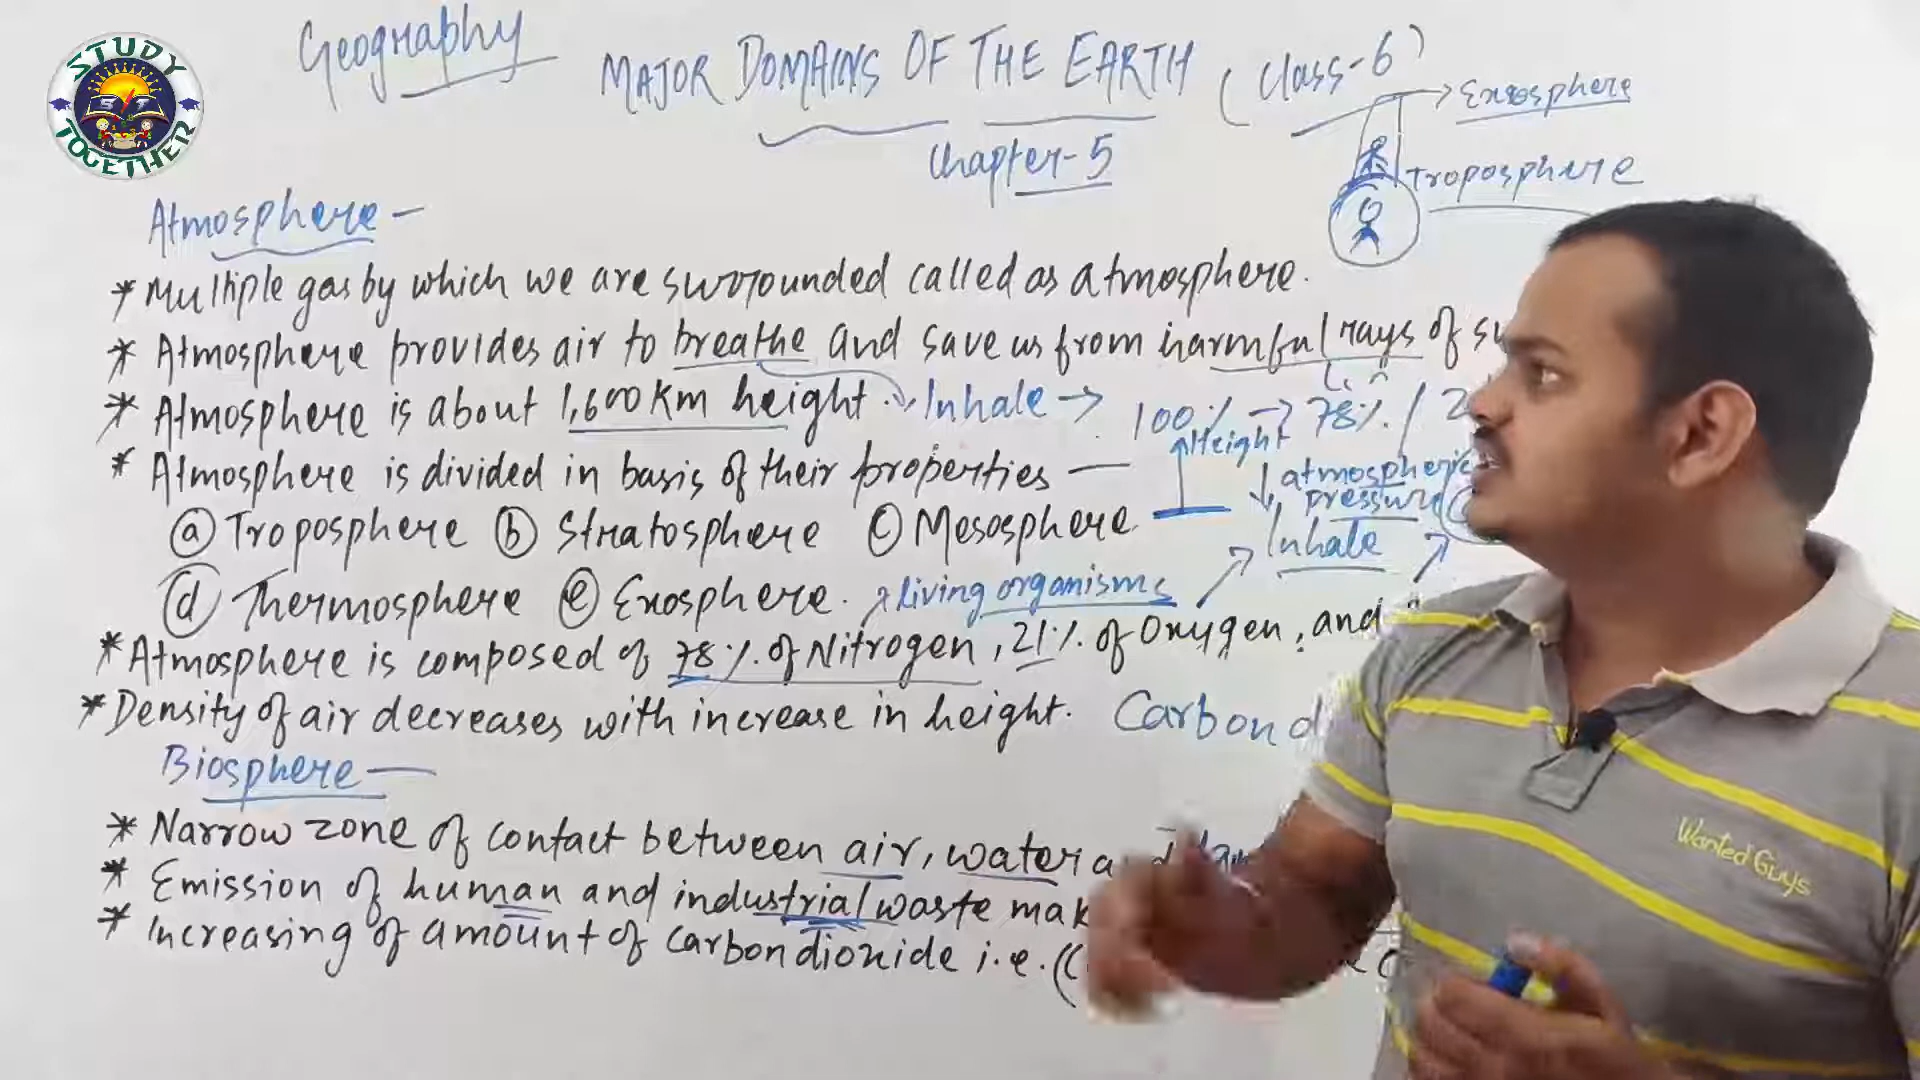 STUDY
S T
TOGETHER
Geography
MAJOR DOMAINS OF THE EARTH (Class-6)
Chapter-5
Exosphere
Troposphere
Atmosphere -
* Multiple gas by which we are surrounded called as atmosphere.
* Atmosphere provides air to breathe and save us from harmful rays of
* Atmosphere is about 1,600 Km height.
Inhale → 100% → 78% /
Height
* Atmosphere is divided in basis of their properties —
↓ atmospheric
pressure
(a) Troposphere (b) Stratosphere (c) Mesosphere
Inhale
(d) Thermosphere (e) Exosphere.
living organisms
* Atmosphere is composed of 78% of Nitrogen, 21% of Oxygen, and
* Density of air decreases with increase in height. Carbon
Biosphere —
* Narrow zone of contact between air, water
* Emission of human and industrial waste
* Increasing of amount of carbondioxide i.e.
Wanted Guys